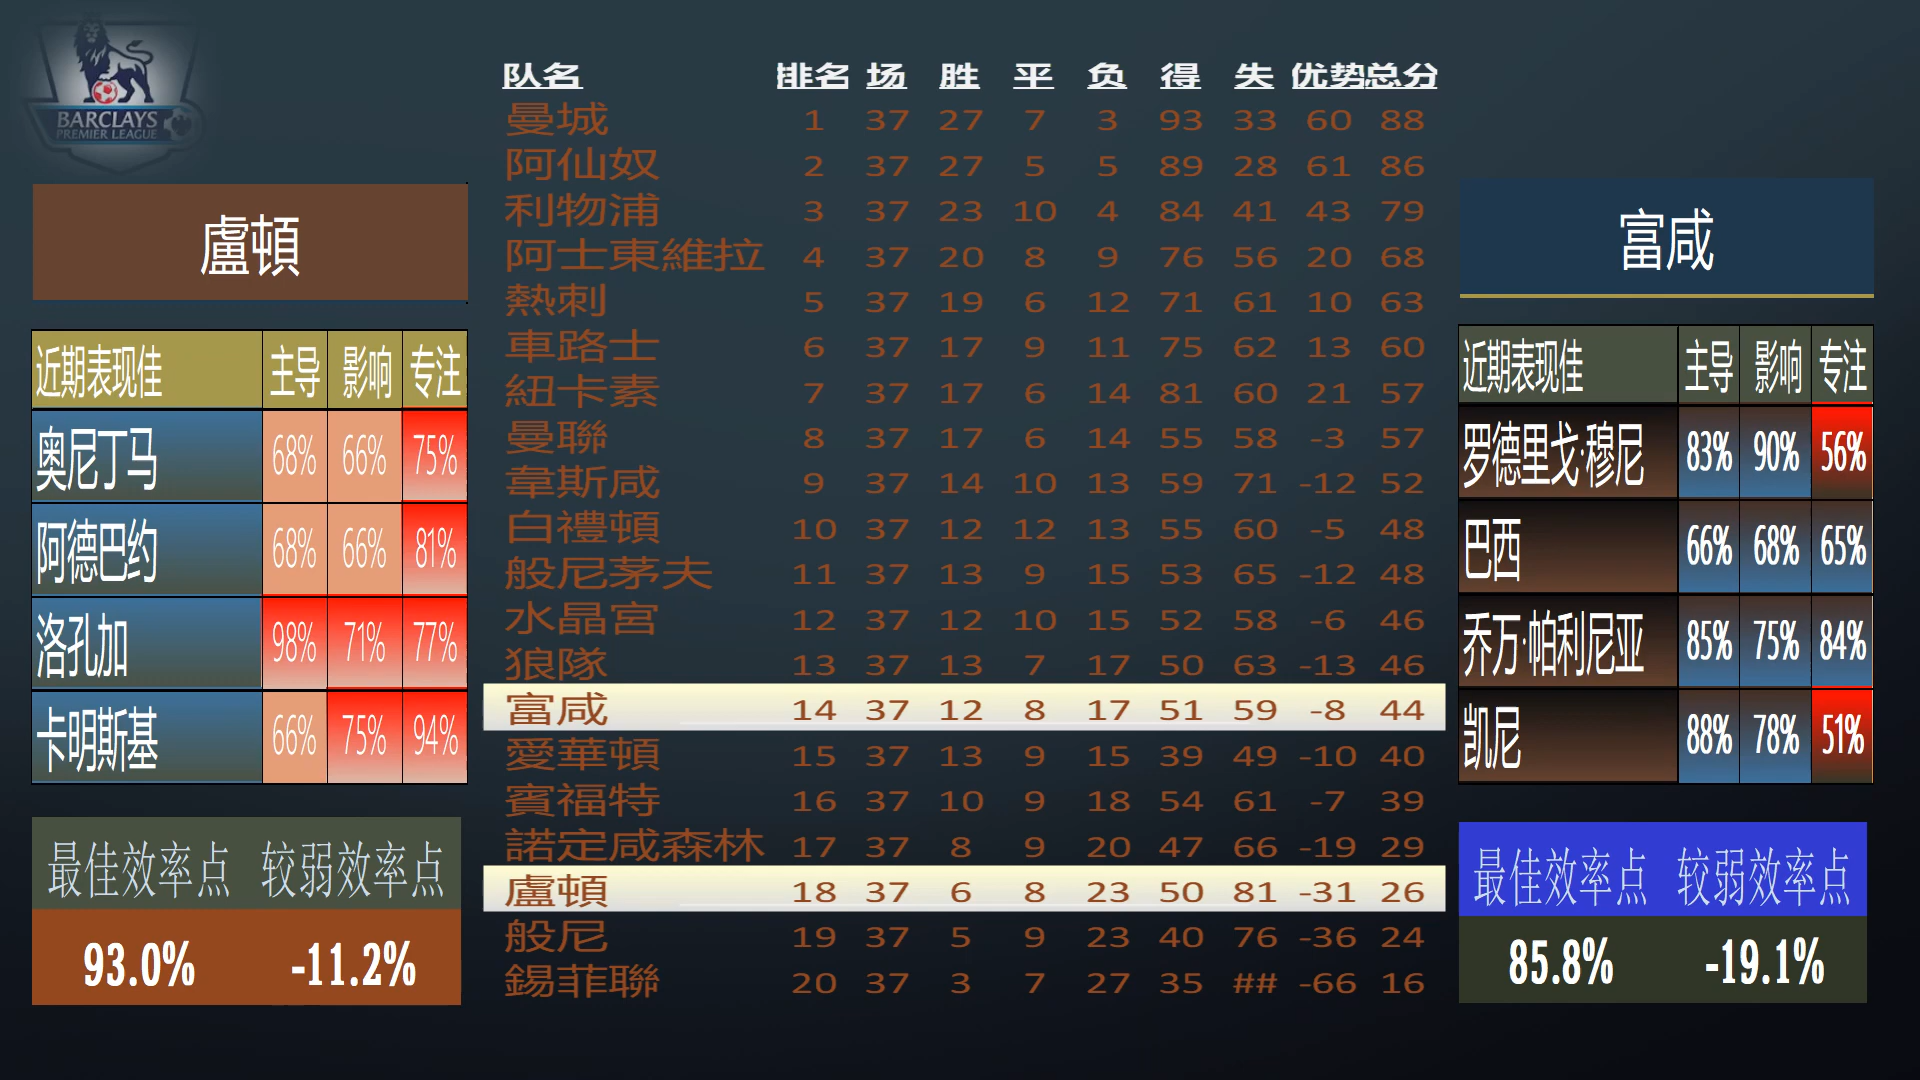 BARCLAYS
PREMIER LEAGUE
盧頓
近期表现佳 主导 影响 专注
奥尼丁马 68% 66% 75%
阿德巴约 68% 66% 81%
洛孔加 98% 71% 77%
卡明斯基 66% 75% 94%
最佳效率点 较弱效率点
93.0% -11.2%
队名 排名 场 胜 平 负 得 失 优势 总分
曼城 1 37 27 7 3 93 33 60 88
阿仙奴 2 37 27 5 5 89 28 61 86
利物浦 3 37 23 10 4 84 41 43 79
阿士東維拉 4 37 20 8 9 76 56 20 68
熱刺 5 37 19 6 12 71 61 10 63
車路士 6 37 17 9 11 75 62 13 60
紐卡素 7 37 17 6 14 81 60 21 57
曼聯 8 37 17 6 14 55 58 -3 57
韋斯咸 9 37 14 10 13 59 71 -12 52
白禮頓 10 37 12 12 13 55 60 -5 48
般尼茅夫 11 37 13 9 15 53 65 -12 48
水晶宮 12 37 12 10 15 52 58 -6 46
狼隊 13 37 13 7 17 50 63 -13 46
富咸 14 37 12 8 17 51 59 -8 44
愛華頓 15 37 13 9 15 39 49 -10 40
賓福特 16 37 10 9 18 54 61 -7 39
諾定咸森林 17 37 8 9 20 47 66 -19 29
盧頓 18 37 6 8 23 50 81 -31 26
般尼 19 37 5 9 23 40 76 -36 24
錫菲聯 20 37 3 7 27 35 ## -66 16
富咸
近期表现佳 主导 影响 专注
罗德里戈·穆尼 83% 90% 56%
巴西 66% 68% 65%
乔万·帕利尼亚 85% 75% 84%
凯尼 88% 78% 51%
最佳效率点 较弱效率点
85.8% -19.1%